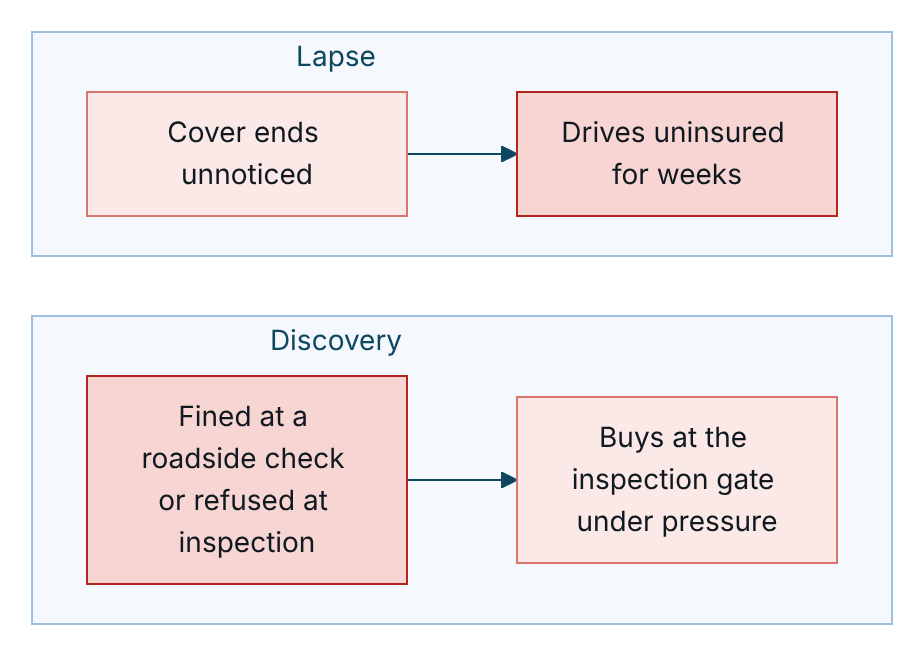 Lapse
Cover ends
unnoticed
Drives uninsured
for weeks
Discovery
Fined at a
roadside check
or refused at
inspection
Buys at the
inspection gate
under pressure